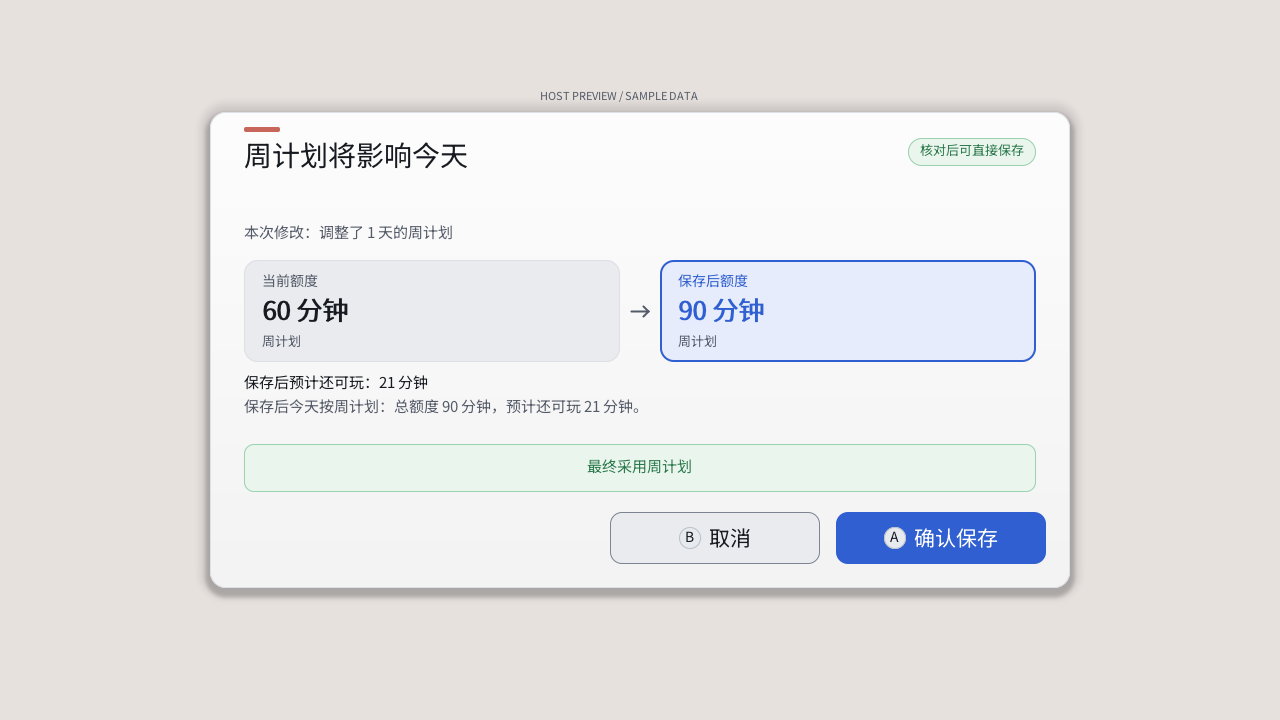 HOST PREVIEW / SAMPLE DATA
周计划将影响今天
核对后可直接保存
本次修改：调整了 1 天的周计划
当前额度
60 分钟
周计划
→
保存后额度
90 分钟
周计划
保存后预计还可玩：21 分钟
保存后今天按周计划：总额度 90 分钟，预计还可玩 21 分钟。
最终采用周计划
B 取消
A 确认保存